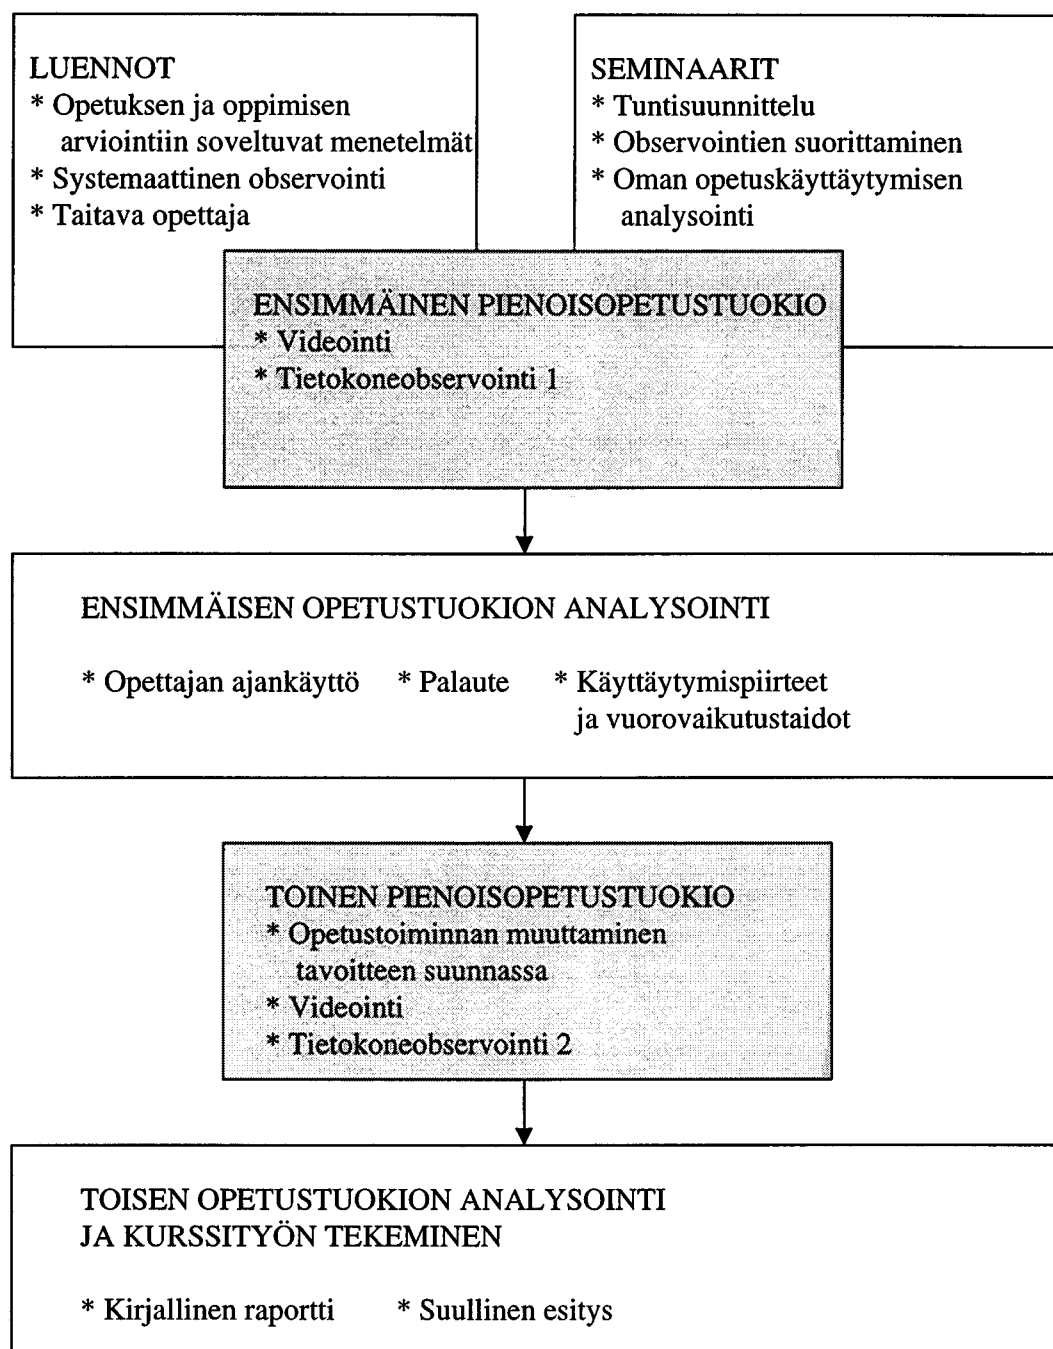 LUENNOT
* Opetuksen ja oppimisen
arviointiin soveltuvat menetelmät
* Systemaattinen observointi
* Taitava opettaja
SEMINAARIT
* Tuntisuunnittelu
* Observointien suorittaminen
* Oman opetuskäyttäytymisen
analysointi
ENSIMMÄINEN PIENOISOPETUSTUOKIO
* Videointi
* Tietokoneobservointi 1
ENSIMMÄISEN OPETUSTUOKION ANALYSOINTI
* Opettajan ajankäyttö * Palaute * Käyttäytymispiirteet
ja vuorovaikutustaidot
TOINEN PIENOISOPETUSTUOKIO
* Opetustoiminnan muuttaminen
tavoitteen suunnassa
* Videointi
* Tietokoneobservointi 2
TOISEN OPETUSTUOKION ANALYSOINTI
JA KURSSITYÖN TEKEMINEN
* Kirjallinen raportti * Suullinen esitys